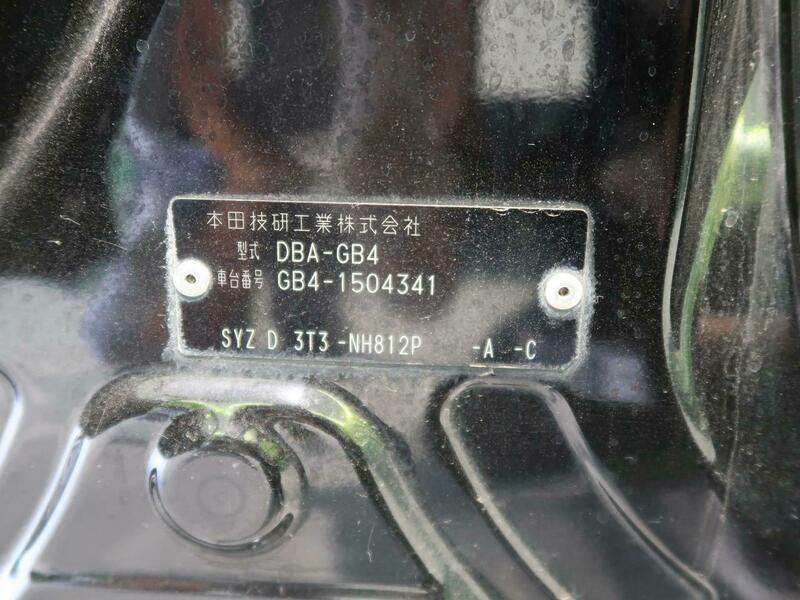 本田技研工業株式会社
型式 DBA-GB4
車台番号 GB4-1504341
SYZ D 3T3 -NH812P -A -C